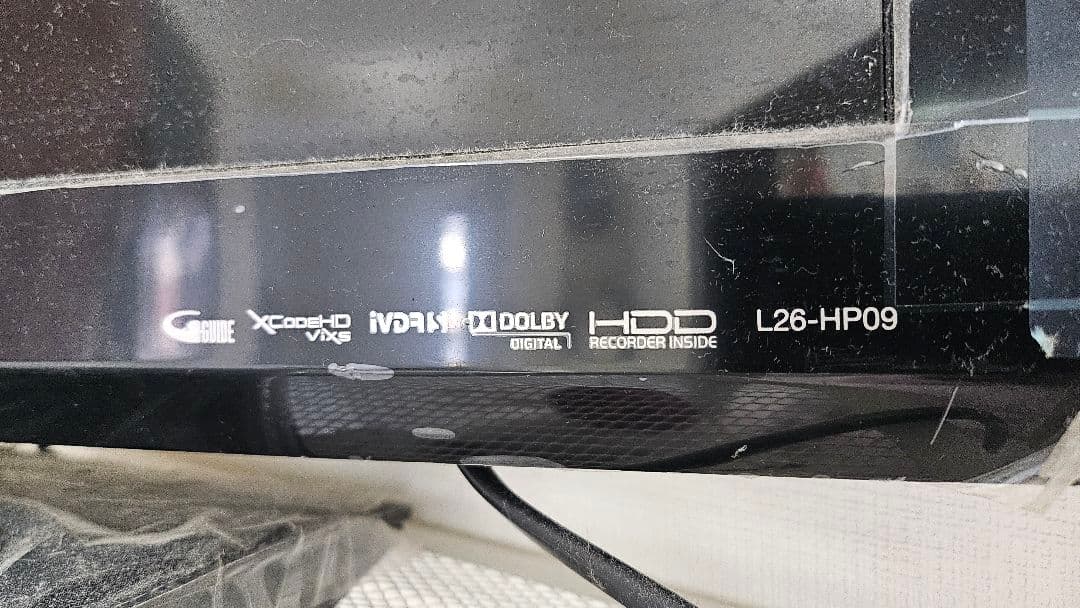 G-GUIDE
XCODEHD
ViXS
iVDR-S
DOLBY
DIGITAL
HDD
RECORDER INSIDE
L26-HP09